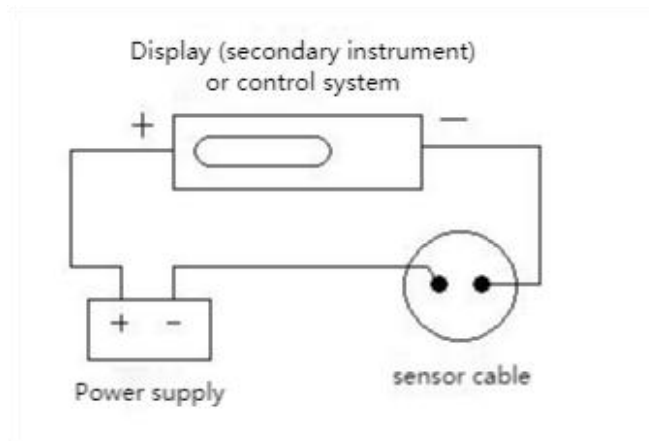 Display (secondary instrument)
or control system
+ —
+ -
Power supply
sensor cable